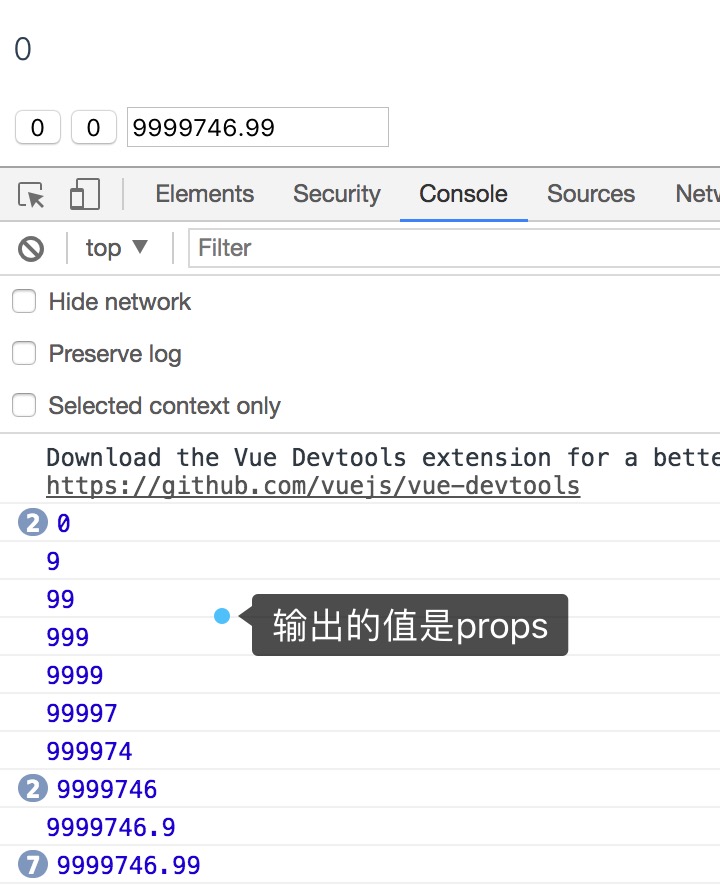 0
0 0 9999746.99
Elements Security Console Sources Netw
top Filter
Hide network
Preserve log
Selected context only
Download the Vue Devtools extension for a bette
https://github.com/vuejs/vue-devtools
2 0
9
99
输出的值是props
999
9999
99997
999974
2 9999746
9999746.9
7 9999746.99